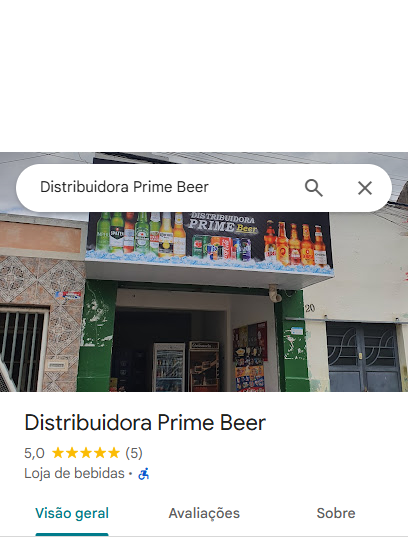 Distribuidora Prime Beer
DISTRIBUIDORA
PRIME Beer
20
Distribuidora Prime Beer
5,0 (5)
Loja de bebidas ·
Visão geral Avaliações Sobre